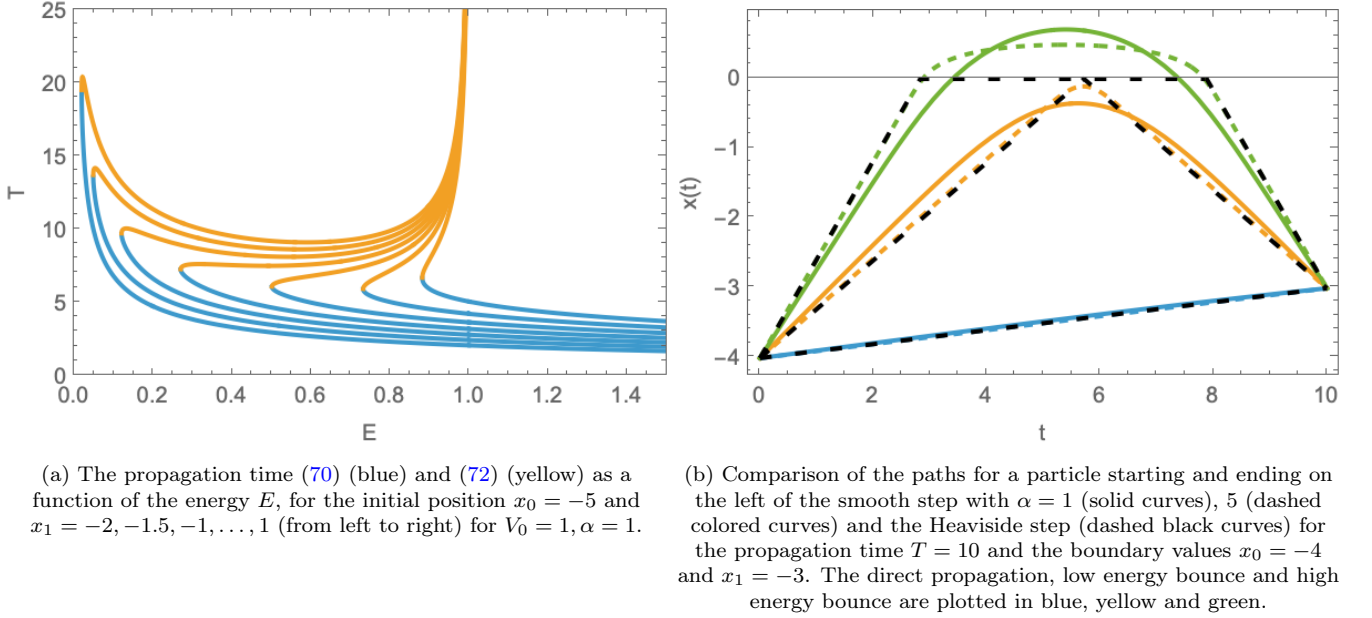 25
20
15
10
5
0
T
0.0 0.2 0.4 0.6 0.8 1.0 1.2 1.4
E
0
−1
−2
−3
−4
x(t)
0 2 4 6 8 10
t
(a) The propagation time (70) (blue) and (72) (yellow) as a
function of the energy E, for the initial position x₀ = −5 and
x₁ = −2, −1.5, −1, . . . , 1 (from left to right) for V₀ = 1, α = 1.
(b) Comparison of the paths for a particle starting and ending on
the left of the smooth step with α = 1 (solid curves), 5 (dashed
colored curves) and the Heaviside step (dashed black curves) for
the propagation time T = 10 and the boundary values x₀ = −4
and x₁ = −3. The direct propagation, low energy bounce and high
energy bounce are plotted in blue, yellow and green.